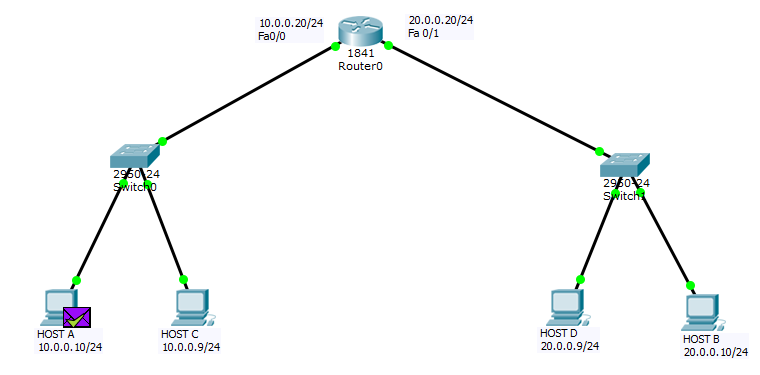 10.0.0.20/24
Fa0/0
20.0.0.20/24
Fa 0/1
1841
Router0
2950-24
Switch0
2950-24
Switch1
HOST A
10.0.0.10/24
HOST C
10.0.0.9/24
HOST D
20.0.0.9/24
HOST B
20.0.0.10/24